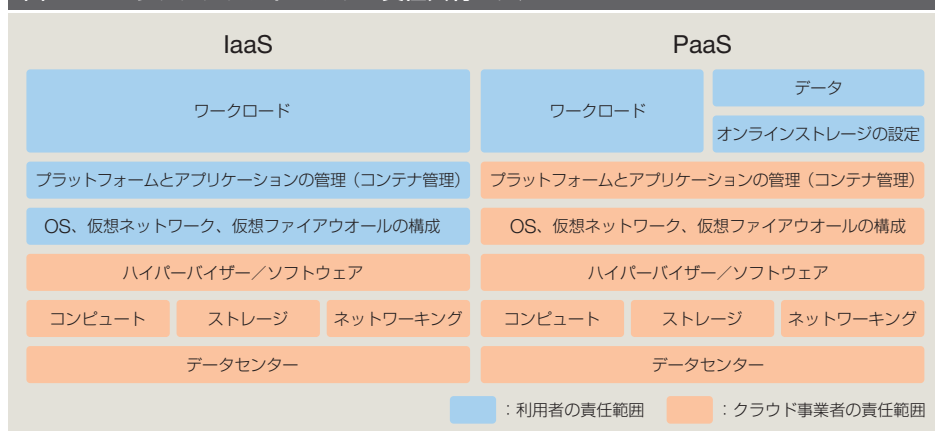 IaaS
PaaS
ワークロード
ワークロード
データ
オンラインストレージの設定
プラットフォームとアプリケーションの管理（コンテナ管理）
プラットフォームとアプリケーションの管理（コンテナ管理）
OS、仮想ネットワーク、仮想ファイアウオールの構成
OS、仮想ネットワーク、仮想ファイアウオールの構成
ハイパーバイザー／ソフトウェア
ハイパーバイザー／ソフトウェア
コンピュート
ストレージ
ネットワーキング
コンピュート
ストレージ
ネットワーキング
データセンター
データセンター
：利用者の責任範囲
：クラウド事業者の責任範囲